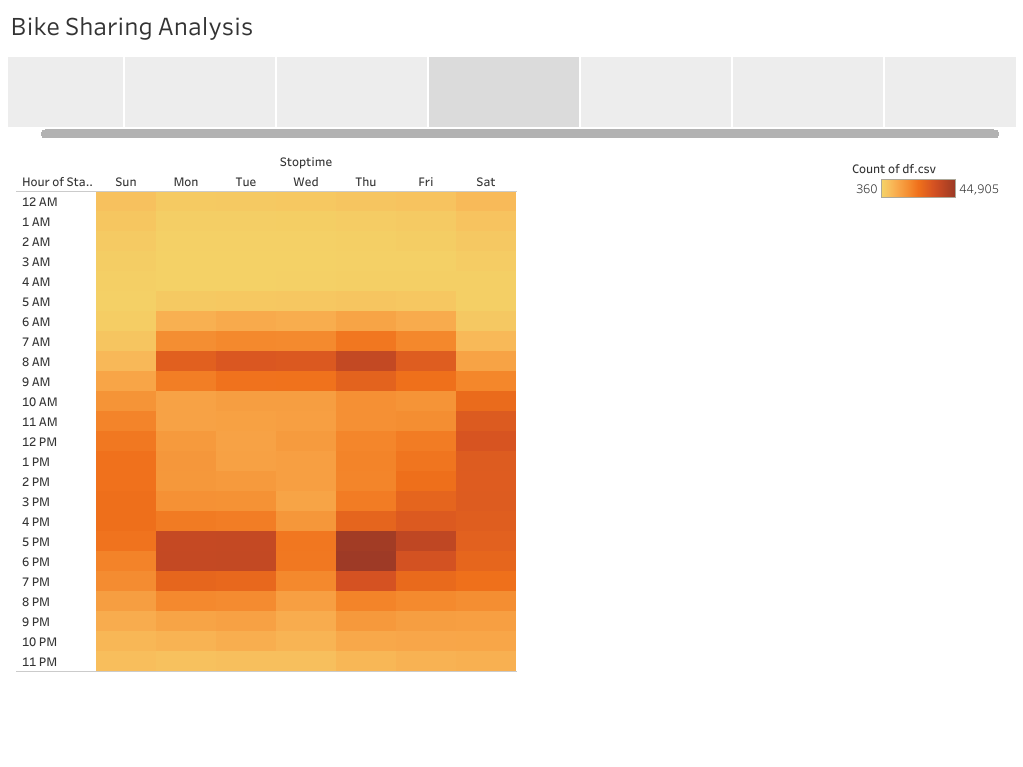 Bike Sharing Analysis
Stoptime
Hour of Sta.. Sun Mon Tue Wed Thu Fri Sat
12 AM
1 AM
2 AM
3 AM
4 AM
5 AM
6 AM
7 AM
8 AM
9 AM
10 AM
11 AM
12 PM
1 PM
2 PM
3 PM
4 PM
5 PM
6 PM
7 PM
8 PM
9 PM
10 PM
11 PM
Count of df.csv
360 44,905